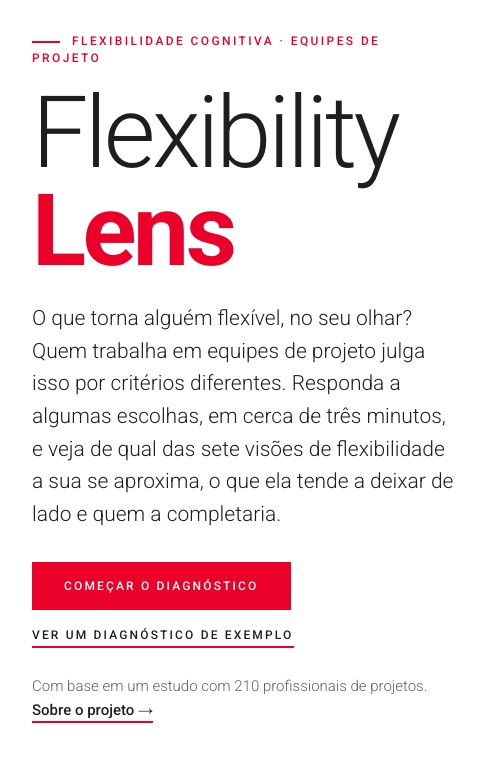 FLEXIBILIDADE COGNITIVA · EQUIPES DE
PROJETO
Flexibility
Lens
O que torna alguém flexível, no seu olhar?
Quem trabalha em equipes de projeto julga
isso por critérios diferentes. Responda a
algumas escolhas, em cerca de três minutos,
e veja de qual das sete visões de flexibilidade
a sua se aproxima, o que ela tende a deixar de
lado e quem a completaria.
COMEÇAR O DIAGNÓSTICO
VER UM DIAGNÓSTICO DE EXEMPLO
Com base em um estudo com 210 profissionais de projetos.
Sobre o projeto →